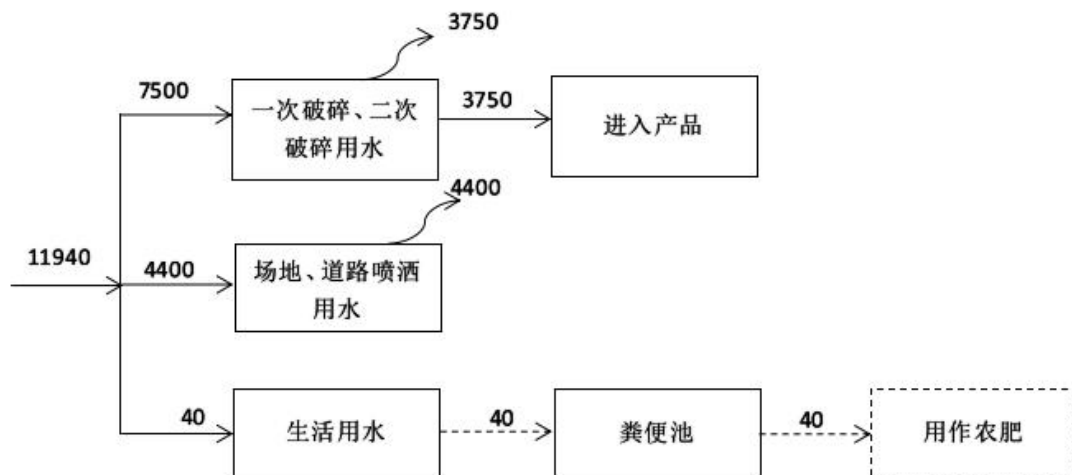 3750
7500
一次破碎、二次
破碎用水
3750
进入产品
4400
11940
4400
场地、道路喷洒
用水
40
生活用水
40
粪便池
40
用作农肥